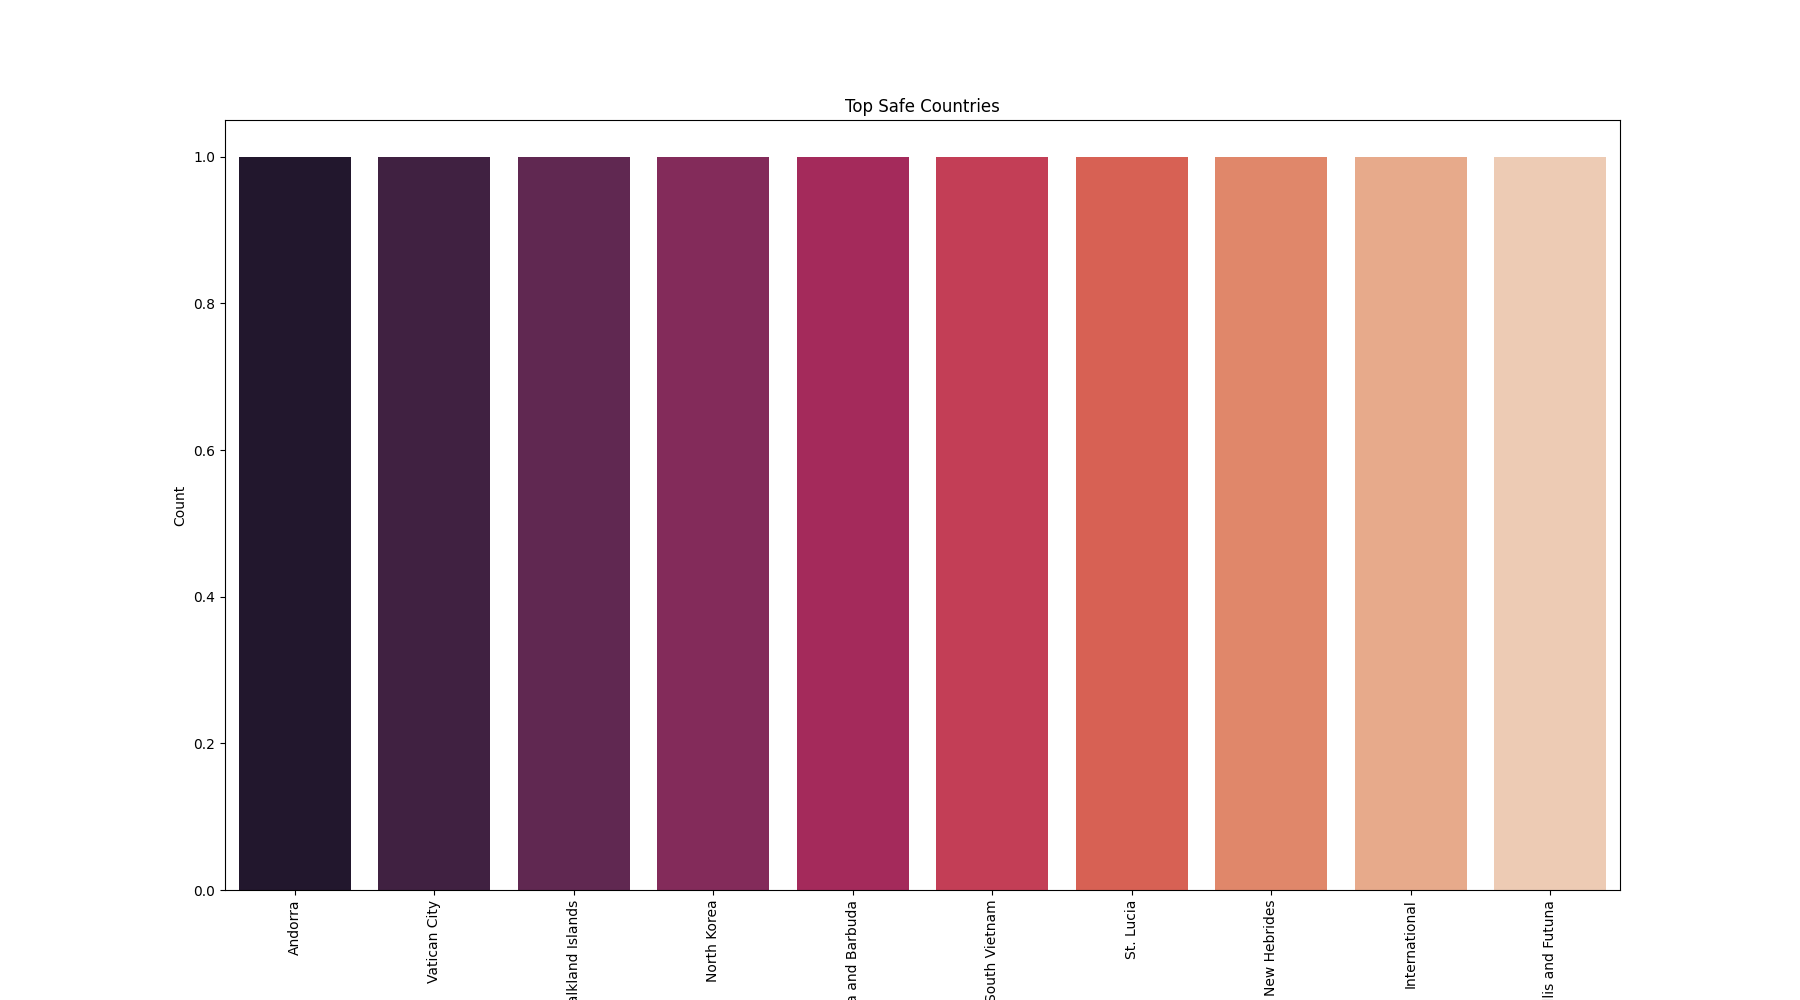 Top Safe Countries
1.0
0.8
0.6
0.4
0.2
0.0
Count
Andorra
Vatican City
alkland Islands
North Korea
a and Barbuda
South Vietnam
St. Lucia
New Hebrides
International
lis and Futuna